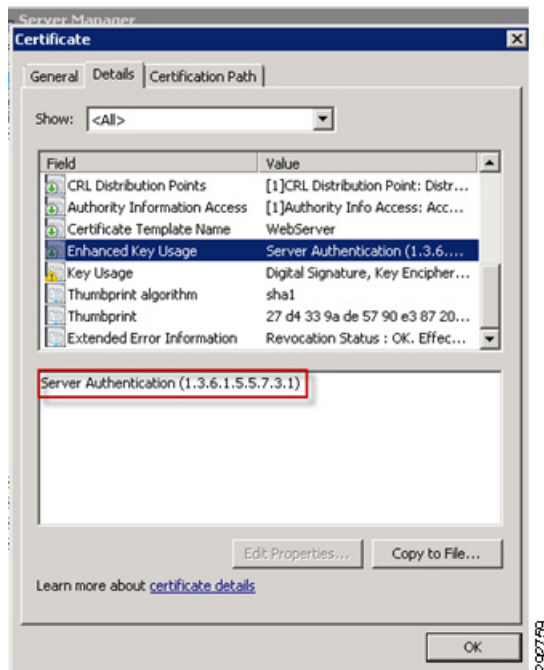 Server Manager
Certificate
General Details Certification Path
Show: <All>
Field Value
CRL Distribution Points [1]CRL Distribution Point: Distr...
Authority Information Access [1]Authority Info Access: Acc...
Certificate Template Name WebServer
Enhanced Key Usage Server Authentication (1.3.6....
Key Usage Digital Signature, Key Encipher...
Thumbprint algorithm sha1
Thumbprint 27 d4 33 9a de 57 90 e3 87 20...
Extended Error Information Revocation Status : OK. Effec...
Server Authentication (1.3.6.1.5.5.7.3.1)
Edit Properties... Copy to File...
Learn more about certificate details
OK
292759